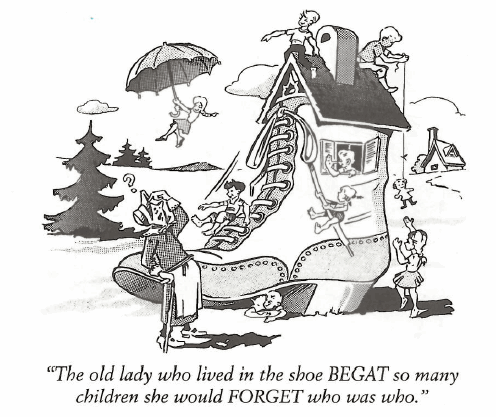 ?
"The old lady who lived in the shoe BEGAT so many
children she would FORGET who was who."